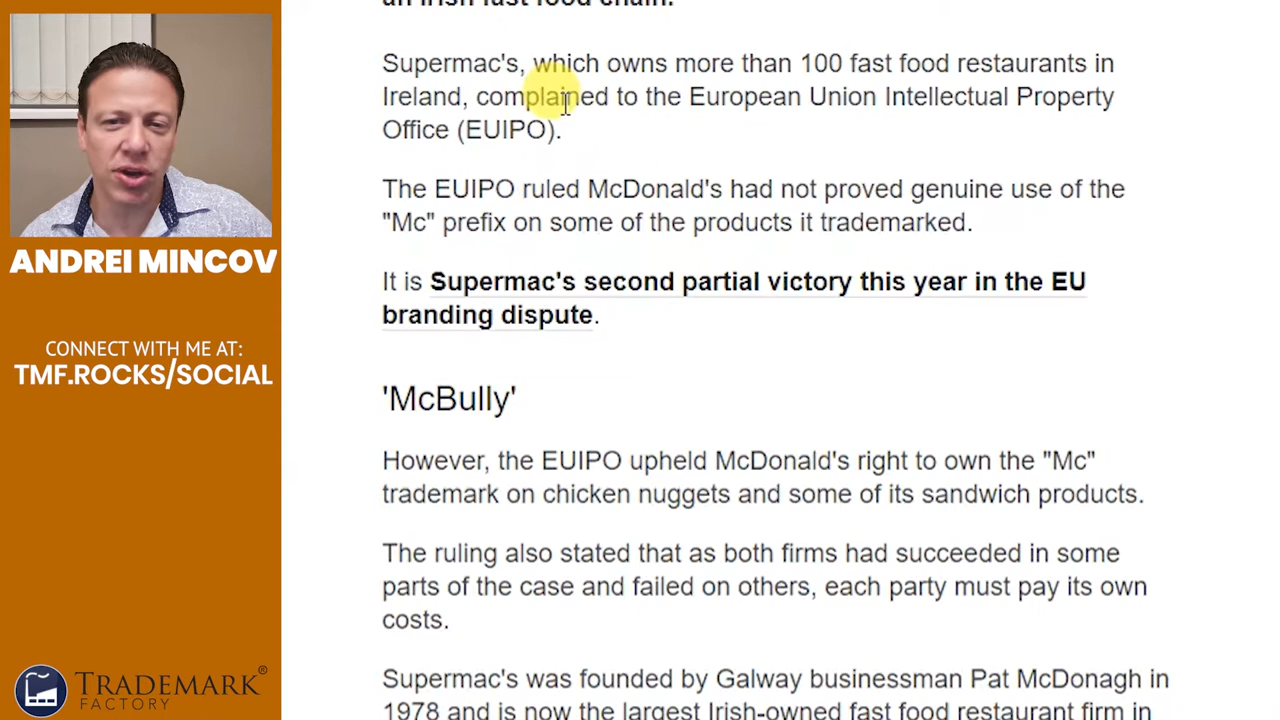 an Irish fast food chain.
Supermac's, which owns more than 100 fast food restaurants in
Ireland, complained to the European Union Intellectual Property
Office (EUIPO).
The EUIPO ruled McDonald's had not proved genuine use of the
"Mc" prefix on some of the products it trademarked.
It is Supermac's second partial victory this year in the EU
branding dispute.
'McBully'
However, the EUIPO upheld McDonald's right to own the "Mc"
trademark on chicken nuggets and some of its sandwich products.
The ruling also stated that as both firms had succeeded in some
parts of the case and failed on others, each party must pay its own
costs.
Supermac's was founded by Galway businessman Pat McDonagh in
1978 and is now the largest Irish-owned fast food restaurant firm in
ANDREI MINCOV
CONNECT WITH ME AT:
TMF.ROCKS/SOCIAL
TRADEMARK®
FACTORY